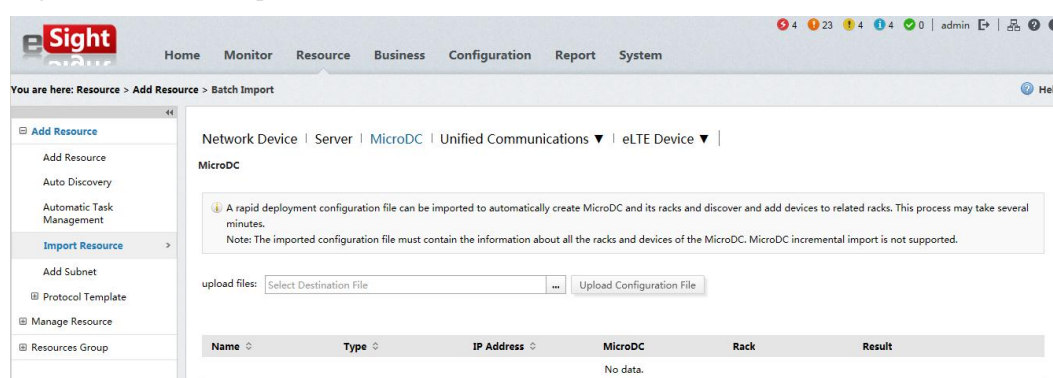 eSight
4 23 4 4 0 | admin
Home Monitor Resource Business Configuration Report System
You are here: Resource > Add Resource > Batch Import
Hel
Add Resource
Network Device | Server | MicroDC | Unified Communications ▼ | eLTE Device ▼ |
Add Resource
MicroDC
Auto Discovery
Automatic Task
Management
A rapid deployment configuration file can be imported to automatically create MicroDC and its racks and discover and add devices to related racks. This process may take several
minutes.
Note: The imported configuration file must contain the information about all the racks and devices of the MicroDC. MicroDC incremental import is not supported.
Import Resource >
Add Subnet
upload files: Select Destination File ... Upload Configuration File
Protocol Template
Manage Resource
Resources Group
Name Type IP Address MicroDC Rack Result
No data.